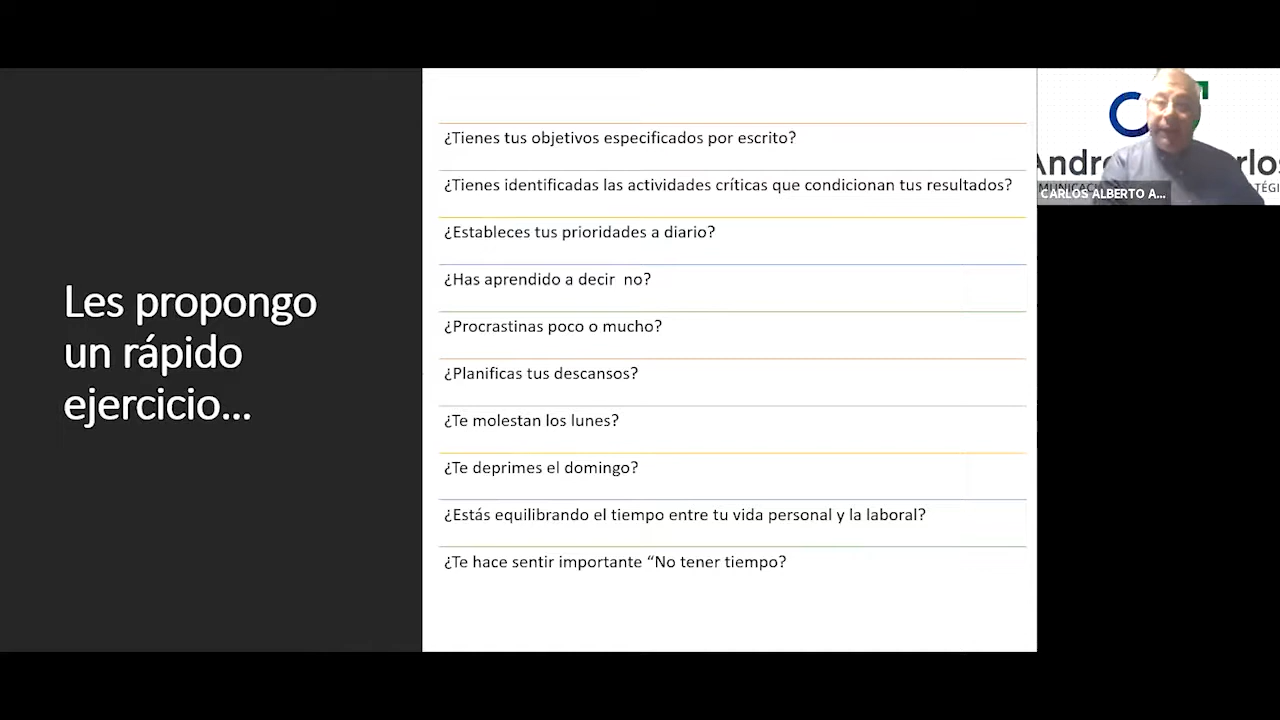 Les propongo
un rápido
ejercicio...
¿Tienes tus objetivos especificados por escrito?
¿Tienes identificadas las actividades críticas que condicionan tus resultados?
¿Estableces tus prioridades a diario?
¿Has aprendido a decir  no?
¿Procrastinas poco o mucho?
¿Planificas tus descansos?
¿Te molestan los lunes?
¿Te deprimes el domingo?
¿Estás equilibrando el tiempo entre tu vida personal y la laboral?
¿Te hace sentir importante “No tener tiempo?
CARLOS ALBERTO A...